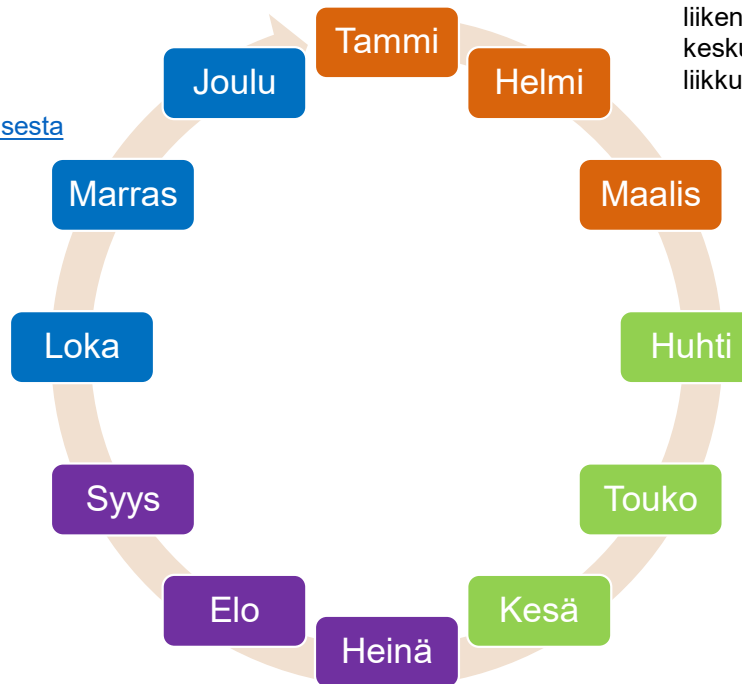 liiken
kesku
liikku
sesta
Tammi
Helmi
Maalis
Huhti
Touko
Kesä
Heinä
Elo
Syys
Loka
Marras
Joulu